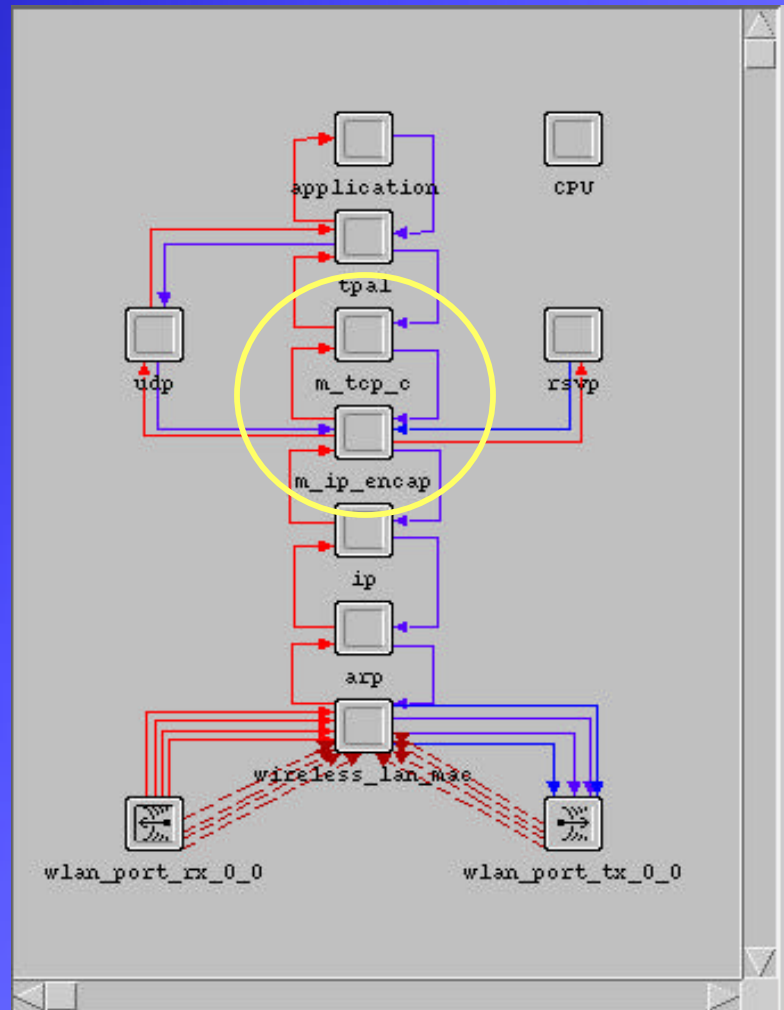 application
CPU
tpal
udp
m_tcp_c
rsvp
m_ip_encap
ip
arp
wireless_lan_mac
wlan_port_rx_0_0
wlan_port_tx_0_0